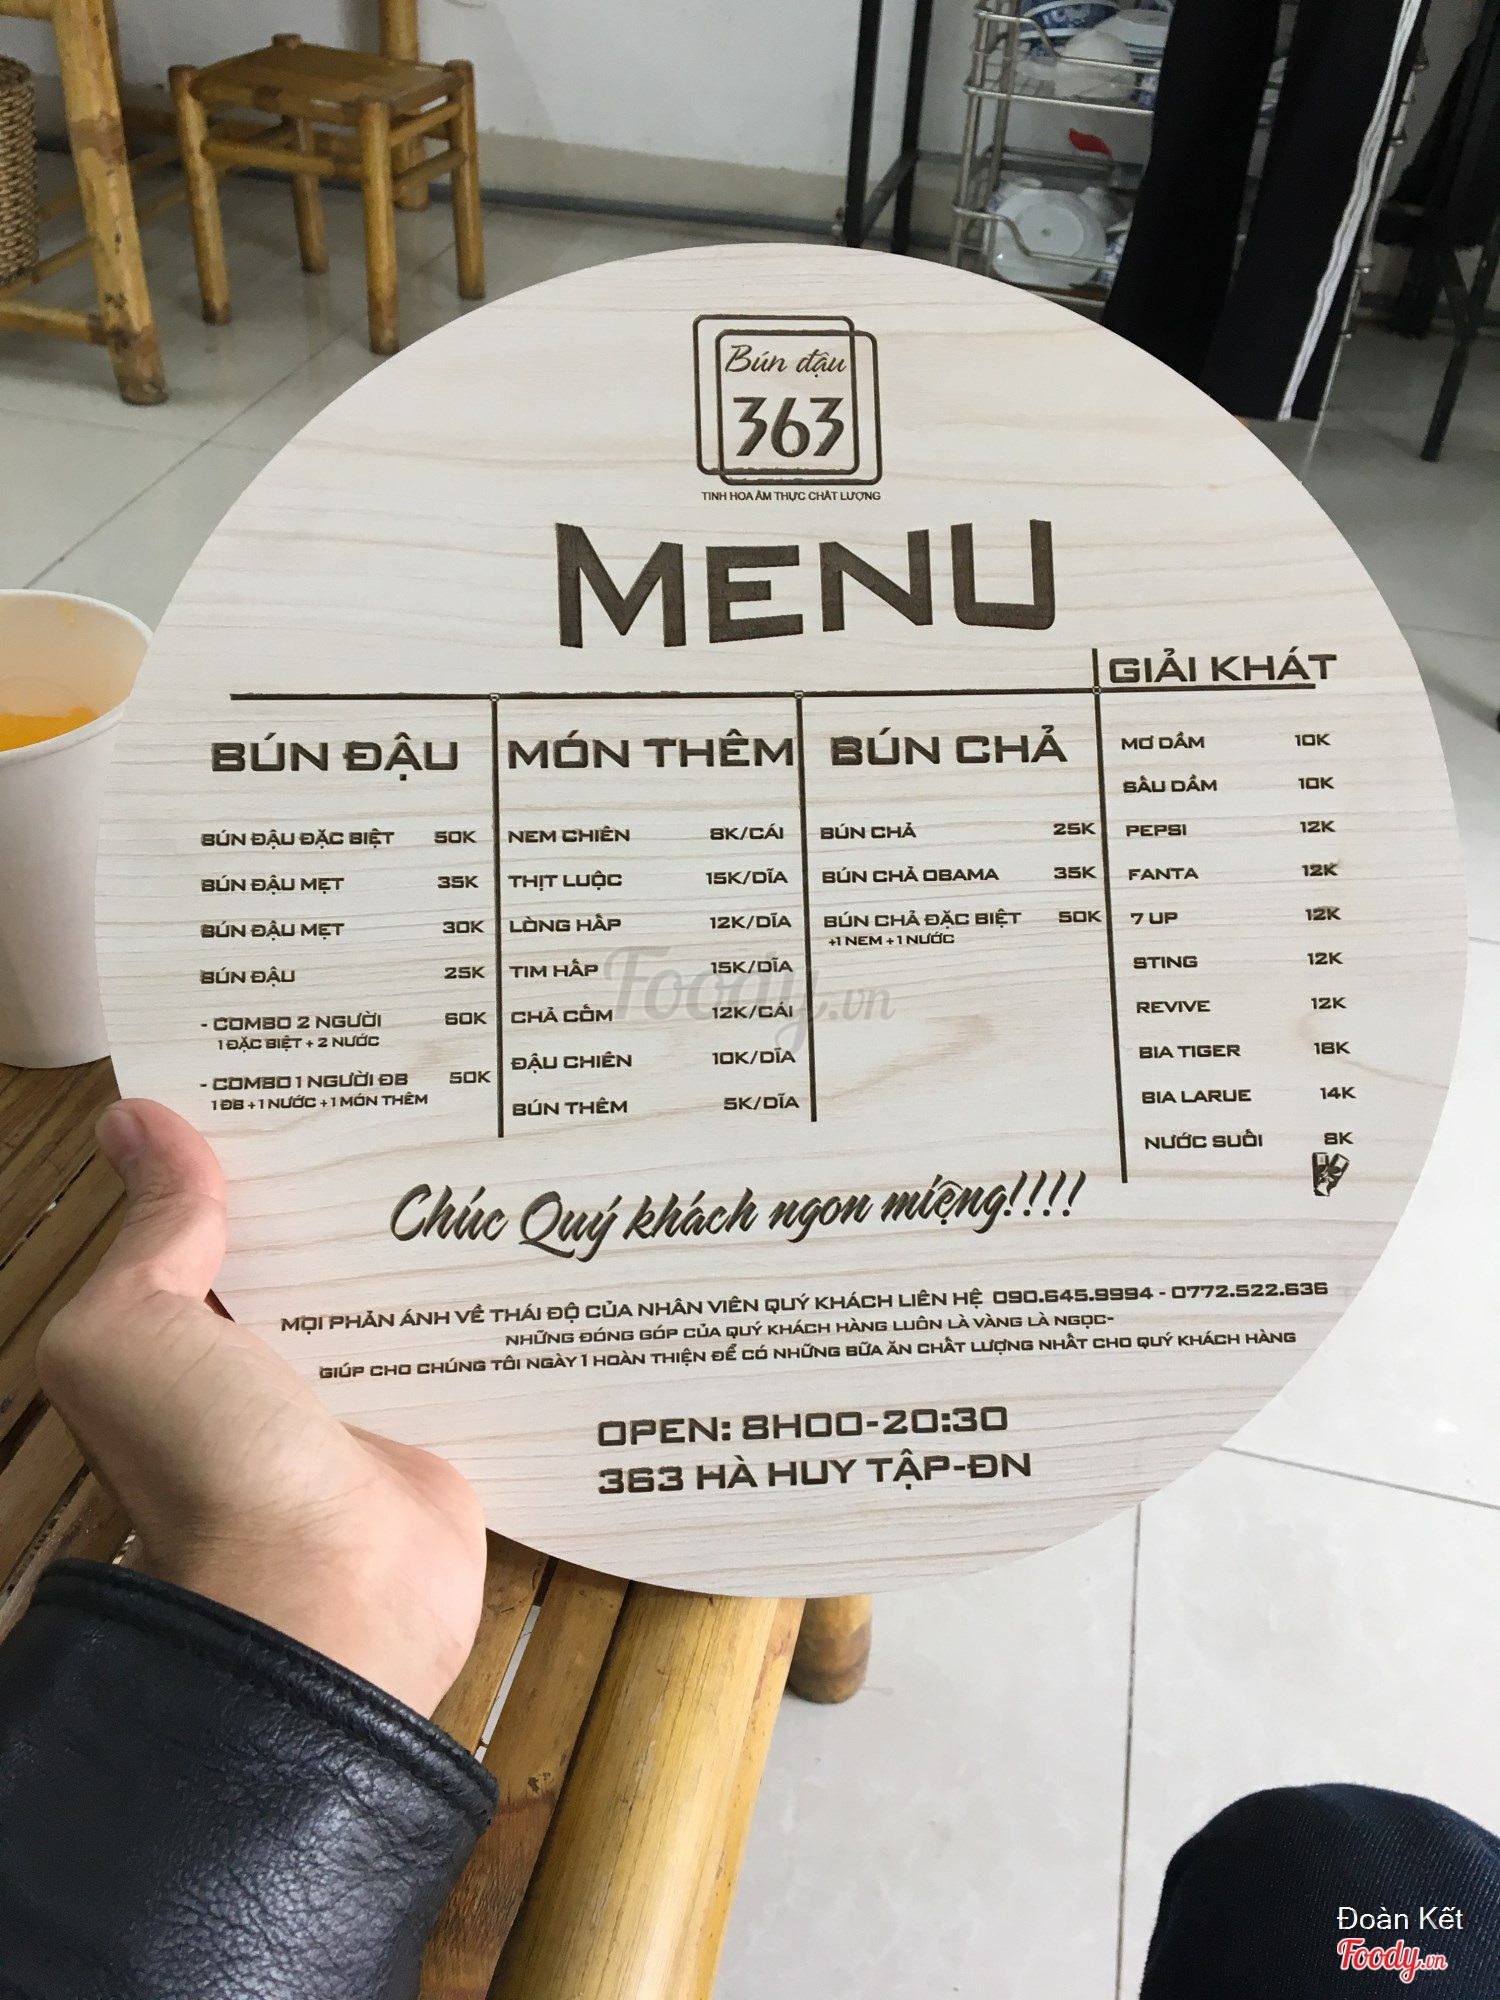 Bún đậu
363
TINH HOA ẨM THỰC CHẤT LƯỢNG
MENU
BÚN ĐẬU
BÚN ĐẬU ĐẶC BIỆT 50K
BÚN ĐẬU MẸT 35K
BÚN ĐẬU MẸT 30K
BÚN ĐẬU 25K
- COMBO 2 NGƯỜI 60K
1 ĐẶC BIỆT + 2 NƯỚC
- COMBO 1 NGƯỜI ĐB 50K
1 ĐB + 1 NƯỚC + 1 MÓN THÊM
MÓN THÊM
NEM CHIÊN 8K/CÁI
THỊT LUỘC 15K/DĨA
LÒNG HẤP 12K/DĨA
TIM HẤP 15K/DĨA
CHẢ CỐM 12K/CÁI
ĐẬU CHIÊN 10K/DĨA
BÚN THÊM 5K/DĨA
BÚN CHẢ
BÚN CHẢ 25K
BÚN CHẢ OBAMA 35K
BÚN CHẢ ĐẶC BIỆT 50K
+1 NEM + 1 NƯỚC
GIẢI KHÁT
MƠ DẦM 10K
SẤU DẦM 10K
PEPSI 12K
FANTA 12K
7 UP 12K
STING 12K
REVIVE 12K
BIA TIGER 18K
BIA LARUE 14K
NƯỚC SUỐI 8K
Foody.vn
Chúc Quý khách ngon miệng!!!!
MỌI PHẢN ÁNH VỀ THÁI ĐỘ CỦA NHÂN VIÊN QUÝ KHÁCH LIÊN HỆ 090.645.9994 - 0772.522.636
NHỮNG ĐÓNG GÓP CỦA QUÝ KHÁCH HÀNG LUÔN LÀ VÀNG LÀ NGỌC-
GIÚP CHO CHÚNG TÔI NGÀY 1 HOÀN THIỆN ĐỂ CÓ NHỮNG BỮA ĂN CHẤT LƯỢNG NHẤT CHO QUÝ KHÁCH HÀNG
OPEN: 8H00-20:30
363 HÀ HUY TẬP-ĐN
Đoàn Kết
Foody.vn